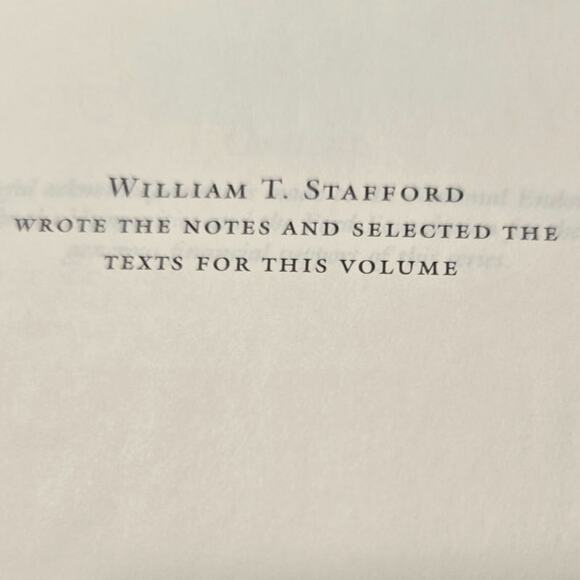 William T. Stafford
wrote the notes and selected the
texts for this volume